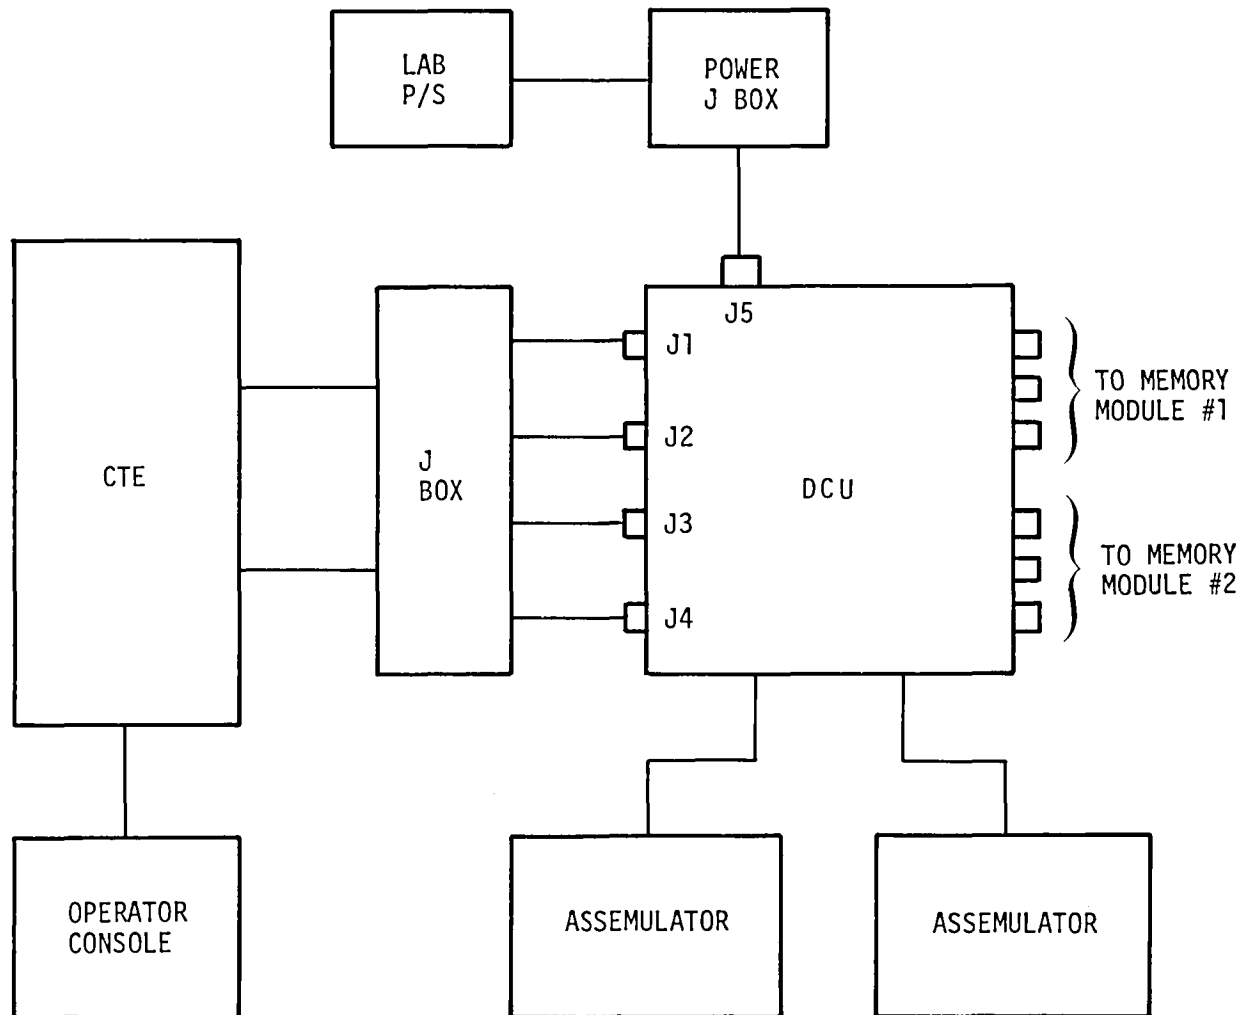 LAB
P/S
POWER
J BOX
J5
J1
J2
J3
J4
TO MEMORY
MODULE #1
CTE
J
BOX
DCU
TO MEMORY
MODULE #2
OPERATOR
CONSOLE
ASSEMULATOR
ASSEMULATOR